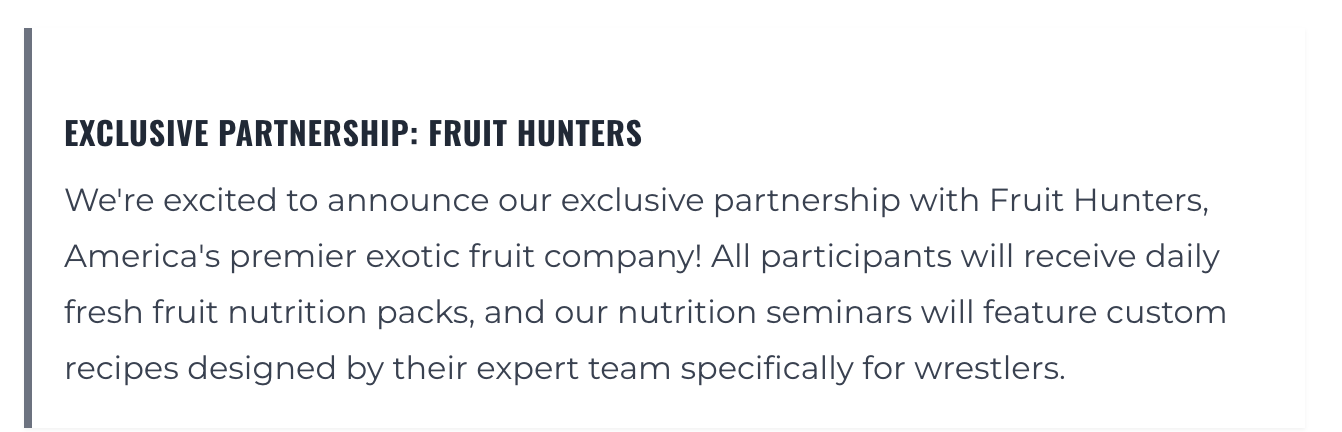 EXCLUSIVE PARTNERSHIP: FRUIT HUNTERS
We're excited to announce our exclusive partnership with Fruit Hunters,
America's premier exotic fruit company! All participants will receive daily
fresh fruit nutrition packs, and our nutrition seminars will feature custom
recipes designed by their expert team specifically for wrestlers.